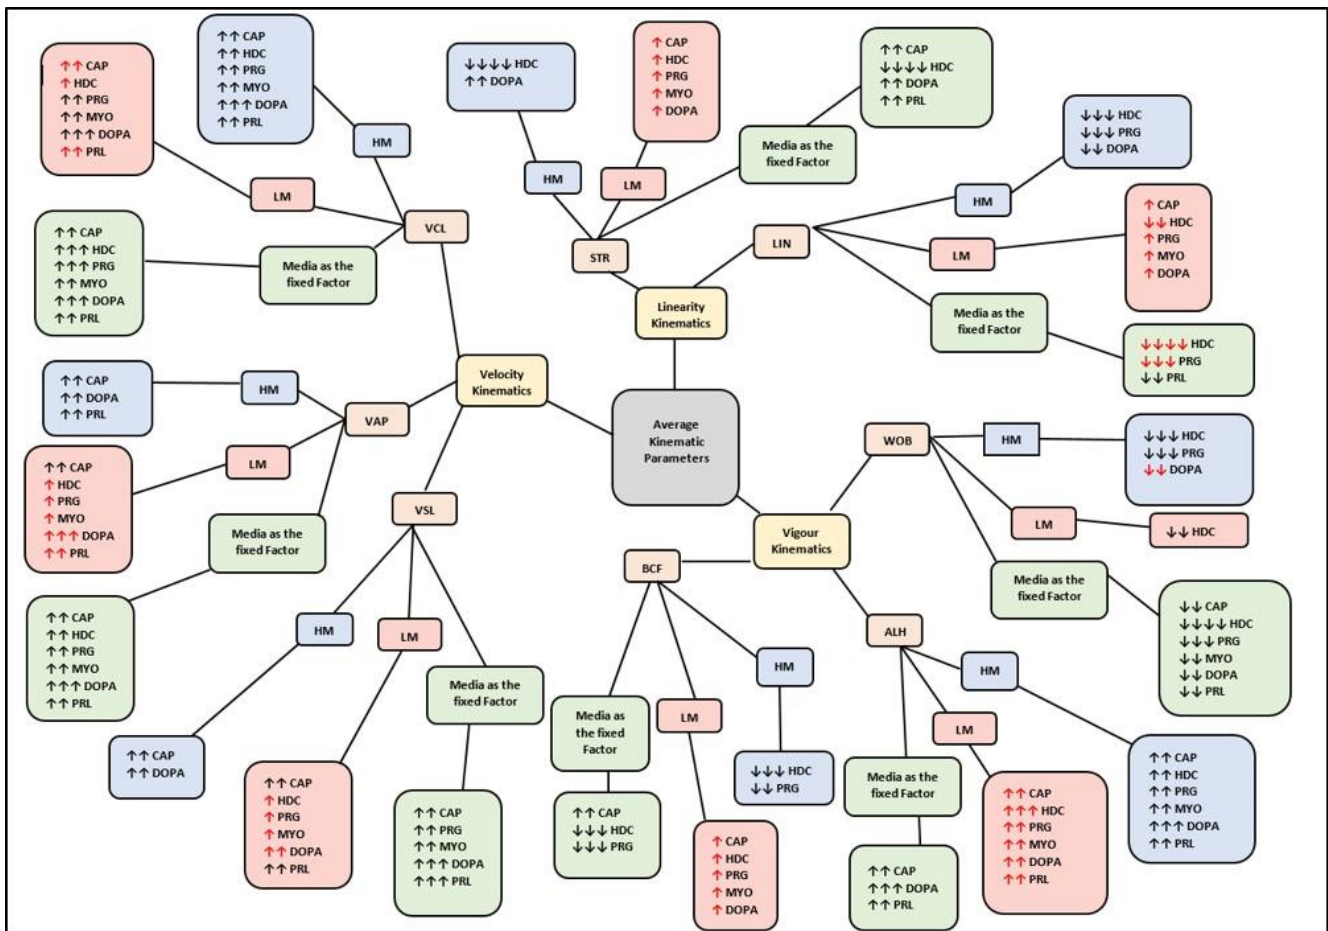 ↑↑ CAP
↑ HDC
↑↑ PRG
↑↑ MYO
↑↑↑ DOPA
↑↑ PRL
↑↑ CAP
↑↑ HDC
↑↑ PRG
↑↑ MYO
↑↑↑ DOPA
↑↑ PRL
HM
LM
VCL
↑↑ CAP
↑↑↑ HDC
↑↑↑ PRG
↑↑ MYO
↑↑↑ DOPA
↑↑ PRL
Media as the
fixed Factor
↓↓↓↓ HDC
↑↑ DOPA
HM
↑ CAP
↑ HDC
↑ PRG
↑ MYO
↑ DOPA
LM
↑↑ CAP
↓↓↓↓ HDC
↑↑ DOPA
↑↑ PRL
Media as the
fixed Factor
STR
LIN
Linearity
Kinematics
HM
↓↓↓ HDC
↓↓↓ PRG
↓↓ DOPA
LM
↑ CAP
↓↓ HDC
↑ PRG
↑ MYO
↑ DOPA
Media as the
fixed Factor
↓↓↓↓ HDC
↓↓↓ PRG
↓↓ PRL
Velocity
Kinematics
Average
Kinematic
Parameters
↑↑ CAP
↑↑ DOPA
↑↑ PRL
HM
VAP
LM
↑↑ CAP
↑ HDC
↑ PRG
↑ MYO
↑↑↑ DOPA
↑↑ PRL
Media as the
fixed Factor
↑↑ CAP
↑↑ HDC
↑↑ PRG
↑↑ MYO
↑↑↑ DOPA
↑↑ PRL
VSL
HM
↑↑ CAP
↑↑ DOPA
LM
↑↑ CAP
↑ HDC
↑ PRG
↑ MYO
↑↑ DOPA
↑↑ PRL
Media as the
fixed Factor
↑↑ CAP
↑↑ PRG
↑↑ MYO
↑↑↑ DOPA
↑↑↑ PRL
Vigour
Kinematics
WOB
HM
↓↓↓ HDC
↓↓↓ PRG
↓↓ DOPA
LM
↓↓ HDC
Media as the
fixed Factor
↓↓ CAP
↓↓↓↓ HDC
↓↓↓ PRG
↓↓ MYO
↓↓ DOPA
↓↓ PRL
BCF
Media as
the fixed
Factor
↑↑ CAP
↓↓↓ HDC
↓↓↓ PRG
LM
↑ CAP
↑ HDC
↑ PRG
↑ MYO
↑ DOPA
HM
↓↓↓ HDC
↓↓ PRG
ALH
Media as the
fixed Factor
↑↑ CAP
↑↑↑ DOPA
↑↑ PRL
LM
↑↑ CAP
↑↑↑ HDC
↑↑ PRG
↑↑ MYO
↑↑ DOPA
↑↑ PRL
HM
↑↑ CAP
↑↑ HDC
↑↑ PRG
↑↑ MYO
↑↑↑ DOPA
↑↑ PRL